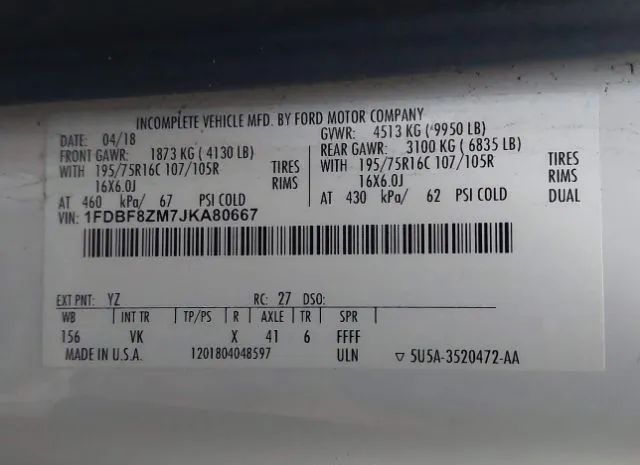 INCOMPLETE VEHICLE MFD. BY FORD MOTOR COMPANY
DATE: 04/18 GVWR: 4513 KG ( 9950 LB)
FRONT GAWR: 1873 KG ( 4130 LB) REAR GAWR: 3100 KG ( 6835 LB)
WITH 195/75R16C 107/105R TIRES WITH 195/75R16C 107/105R TIRES
16X6.0J RIMS 16X6.0J RIMS
AT 460 kPa/ 67 PSI COLD AT 430 kPa/ 62 PSI COLD DUAL
VIN: 1FDBF8ZM7JKA80667
EXT PNT: YZ RC: 27 DSO:
WB INT TR TP/PS R AXLE TR SPR
156 VK X 41 6 FFFF
MADE IN U.S.A. 1201804048597 ULN ▽ 5U5A-3520472-AA